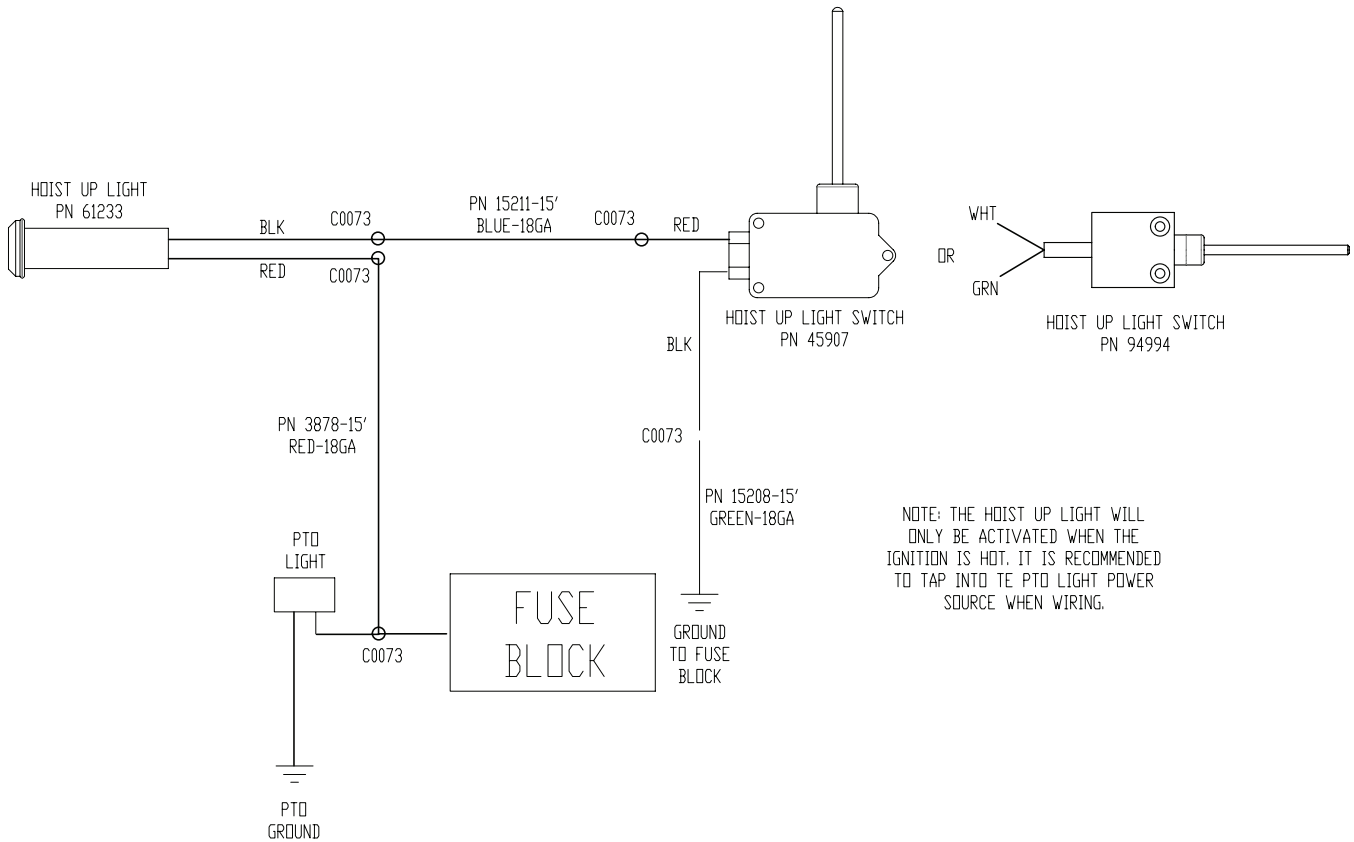 HOIST UP LIGHT
PN 61233
BLK
RED
C0073
C0073
PN 15211-15'
BLUE-18GA
C0073
RED
HOIST UP LIGHT SWITCH
PN 45907
OR
WHT
GRN
HOIST UP LIGHT SWITCH
PN 94994
BLK
C0073
PN 3878-15'
RED-18GA
PN 15208-15'
GREEN-18GA
NOTE: THE HOIST UP LIGHT WILL
ONLY BE ACTIVATED WHEN THE
IGNITION IS HOT. IT IS RECOMMENDED
TO TAP INTO TE PTO LIGHT POWER
SOURCE WHEN WIRING.
PTO
LIGHT
C0073
FUSE
BLOCK
GROUND
TO FUSE
BLOCK
PTO
GROUND